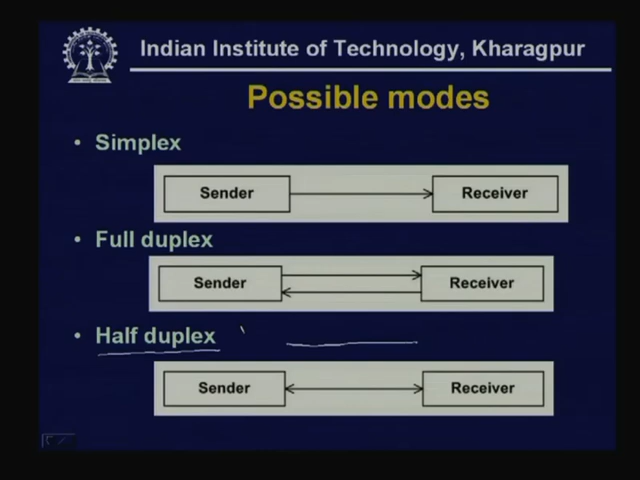 Indian Institute of Technology, Kharagpur
Possible modes
• Simplex
Sender Receiver
• Full duplex
Sender Receiver
• Half duplex
Sender Receiver